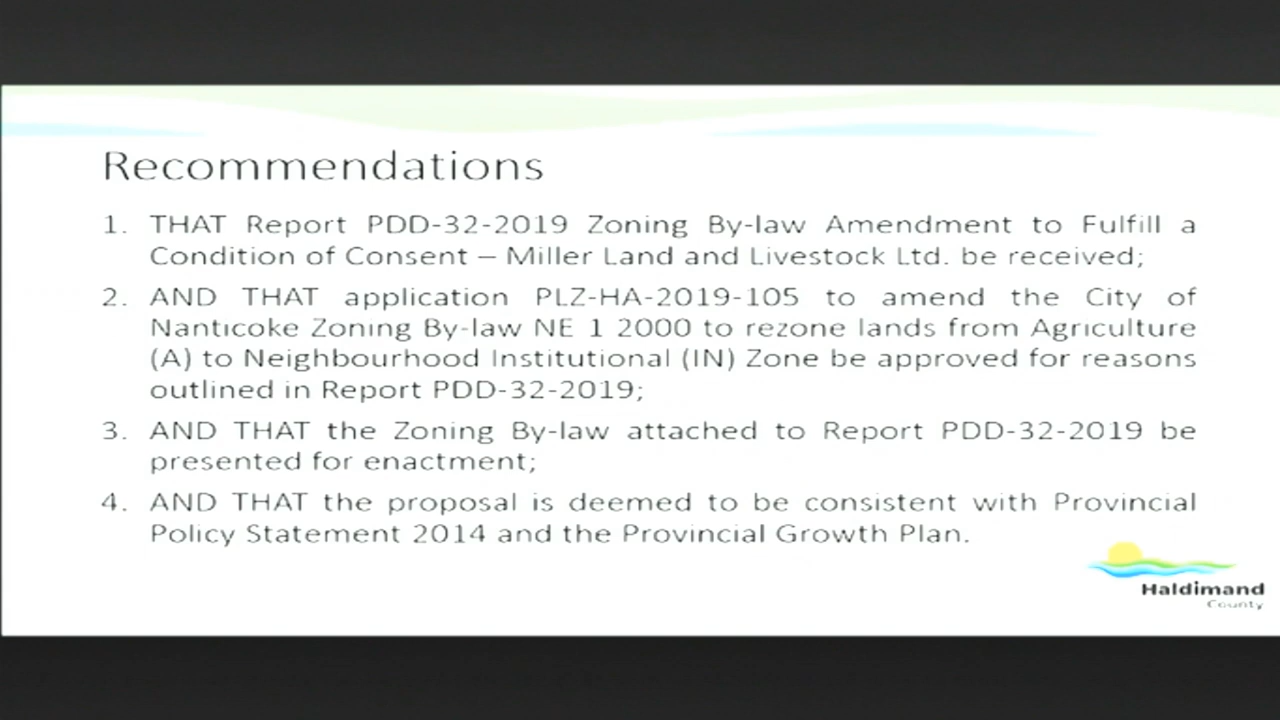 Recommendations
1. THAT Report PDD-32-2019 Zoning By-law Amendment to Fulfill a
Condition of Consent – Miller Land and Livestock Ltd. be received;
2. AND THAT application PLZ-HA-2019-105 to amend the City of
Nanticoke Zoning By-law NE 1 2000 to rezone lands from Agriculture
(A) to Neighbourhood Institutional (IN) Zone be approved for reasons
outlined in Report PDD-32-2019;
3. AND THAT the Zoning By-law attached to Report PDD-32-2019 be
presented for enactment;
4. AND THAT the proposal is deemed to be consistent with Provincial
Policy Statement 2014 and the Provincial Growth Plan.
Haldimand
County